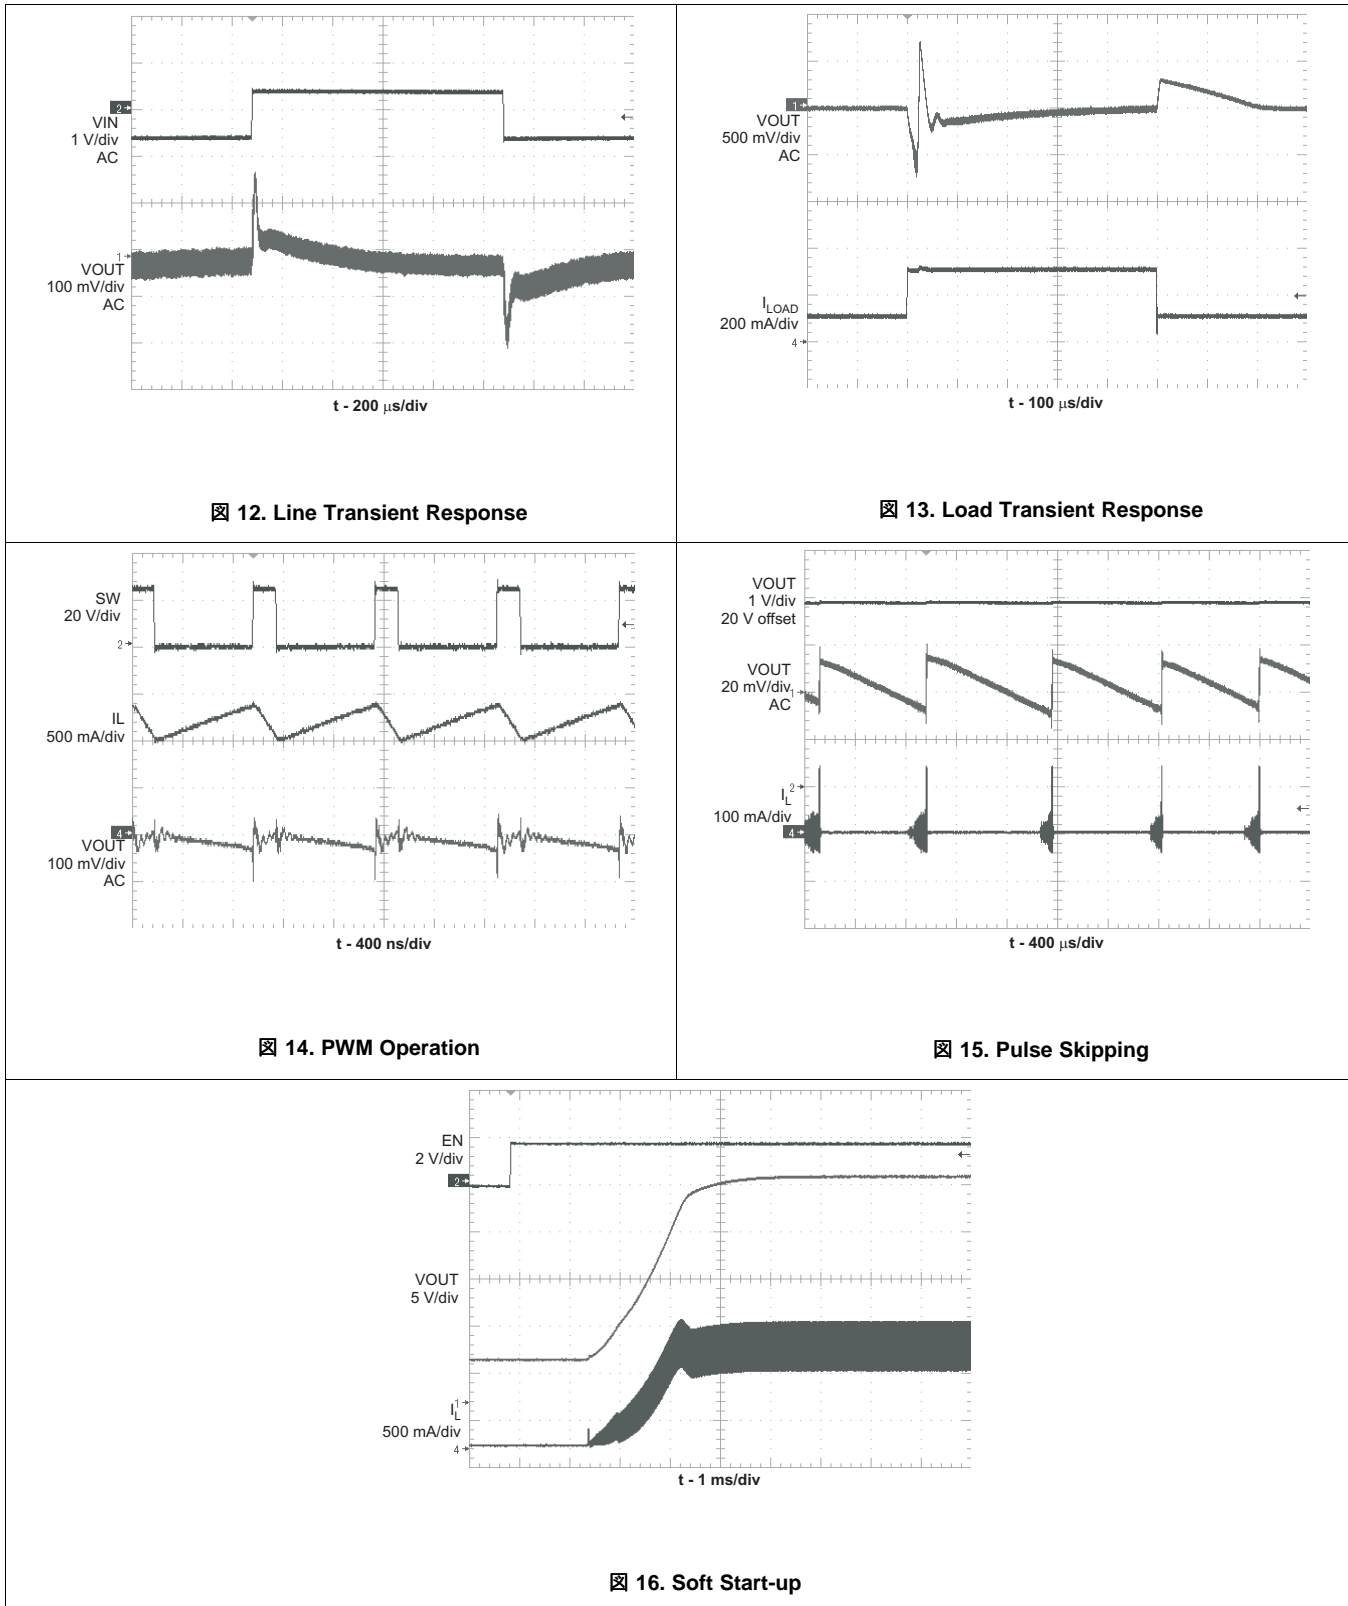 2
VIN
1 V/div
AC
1
VOUT
100 mV/div
AC
t - 200 μs/div
図 12. Line Transient Response
1
VOUT
500 mV/div
AC
ILOAD
200 mA/div
4
t - 100 μs/div
図 13. Load Transient Response
SW
20 V/div
2
IL
500 mA/div
4
VOUT
100 mV/div
AC
t - 400 ns/div
図 14. PWM Operation
VOUT
1 V/div
20 V offset
VOUT
20 mV/div
1
AC
2
IL
100 mA/div
4
t - 400 μs/div
図 15. Pulse Skipping
EN
2 V/div
2
VOUT
5 V/div
1
IL
500 mA/div
4
t - 1 ms/div
図 16. Soft Start-up